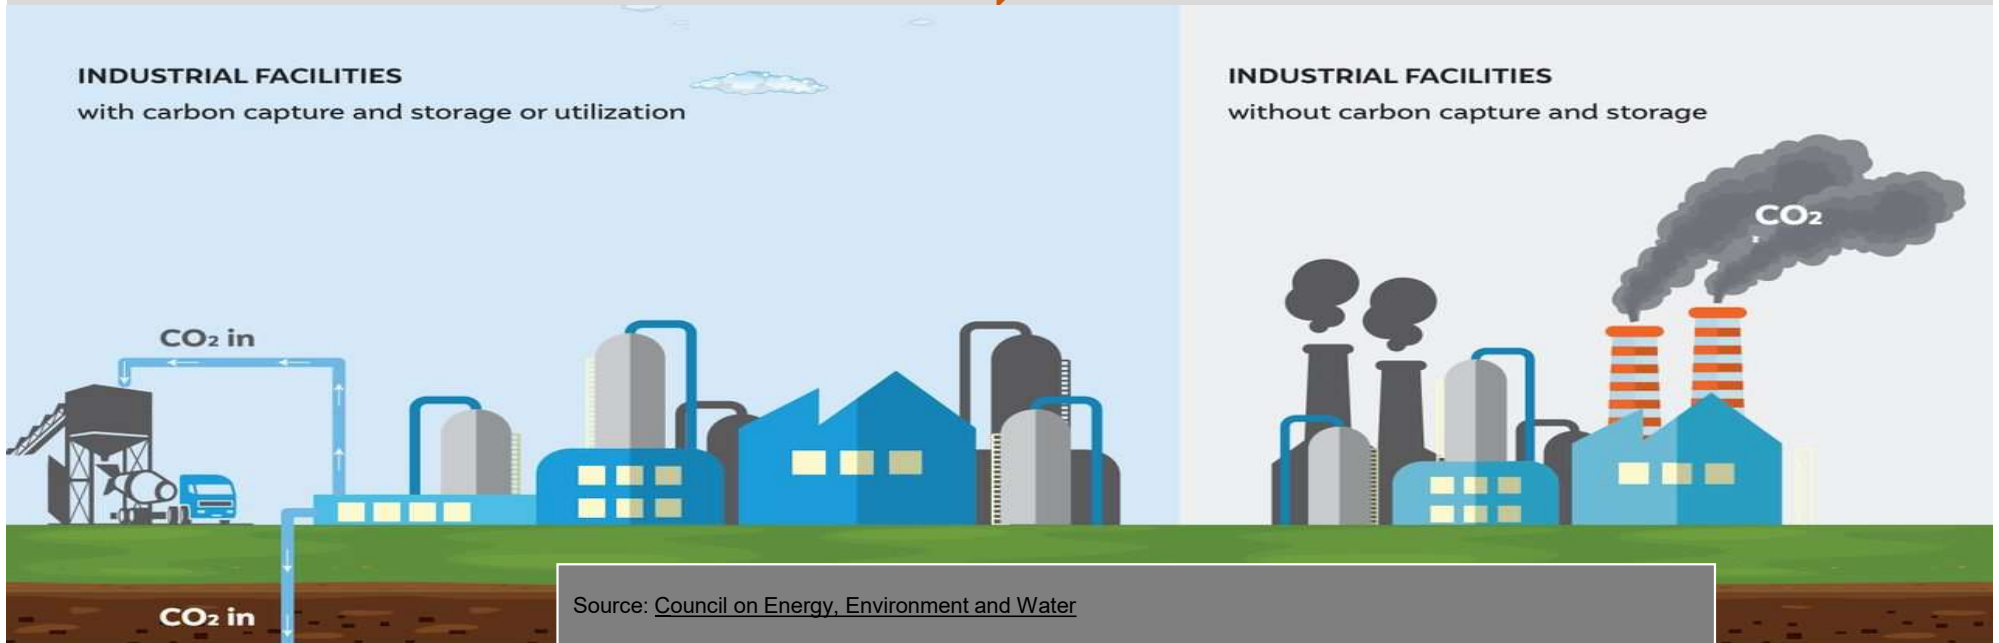 INDUSTRIAL FACILITIES
with carbon capture and storage or utilization
CO₂ in
CO₂ in
INDUSTRIAL FACILITIES
without carbon capture and storage
CO₂
Source: Council on Energy, Environment and Water